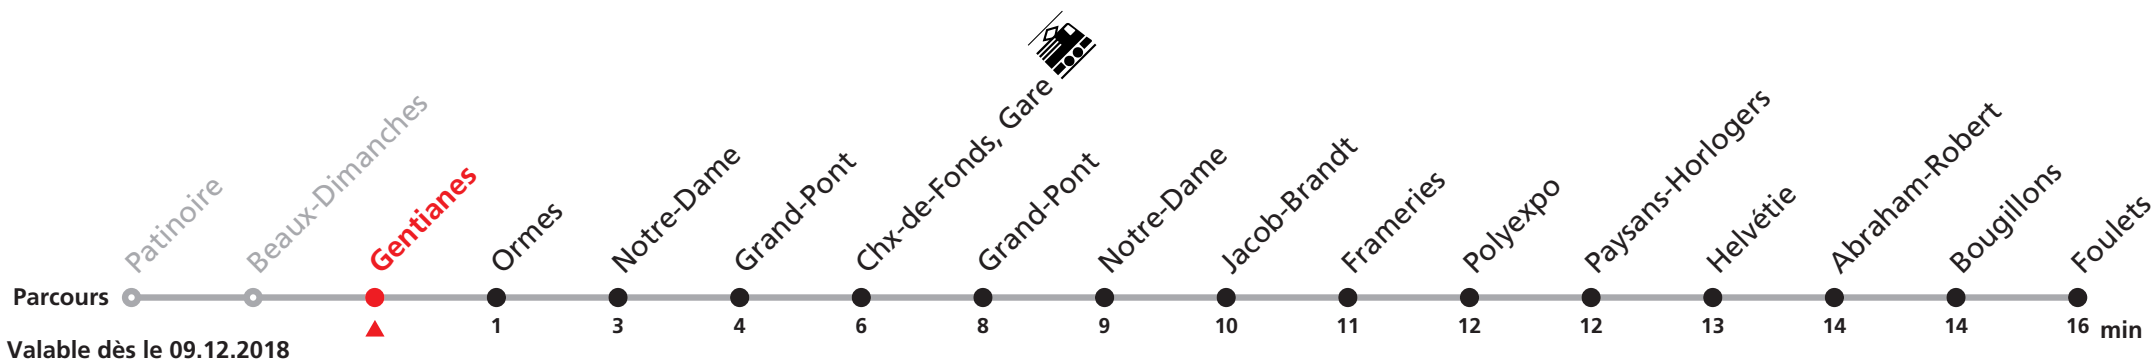 Patinoire
Beaux-Dimanches
Gentianes
Ormes
Notre-Dame
Grand-Pont
Chx-de-Fonds, Gare
Grand-Pont
Notre-Dame
Jacob-Brandt
Frameries
Polyexpo
Paysans-Horlogers
Helvétie
Abraham-Robert
Bougillons
Foulets
Parcours
1 3 4 6 8 9 10 11 12 12 13 14 14 16 min
Valable dès le 09.12.2018